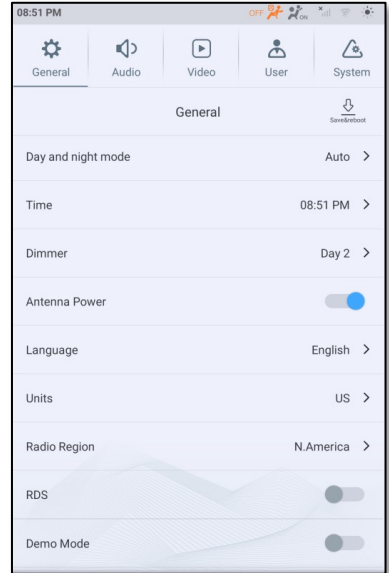 08:51 PM OFF ON
General Audio Video User System
General Save&reboot
Day and night mode Auto
Time 08:51 PM
Dimmer Day 2
Antenna Power
Language English
Units US
Radio Region N.America
RDS
Demo Mode